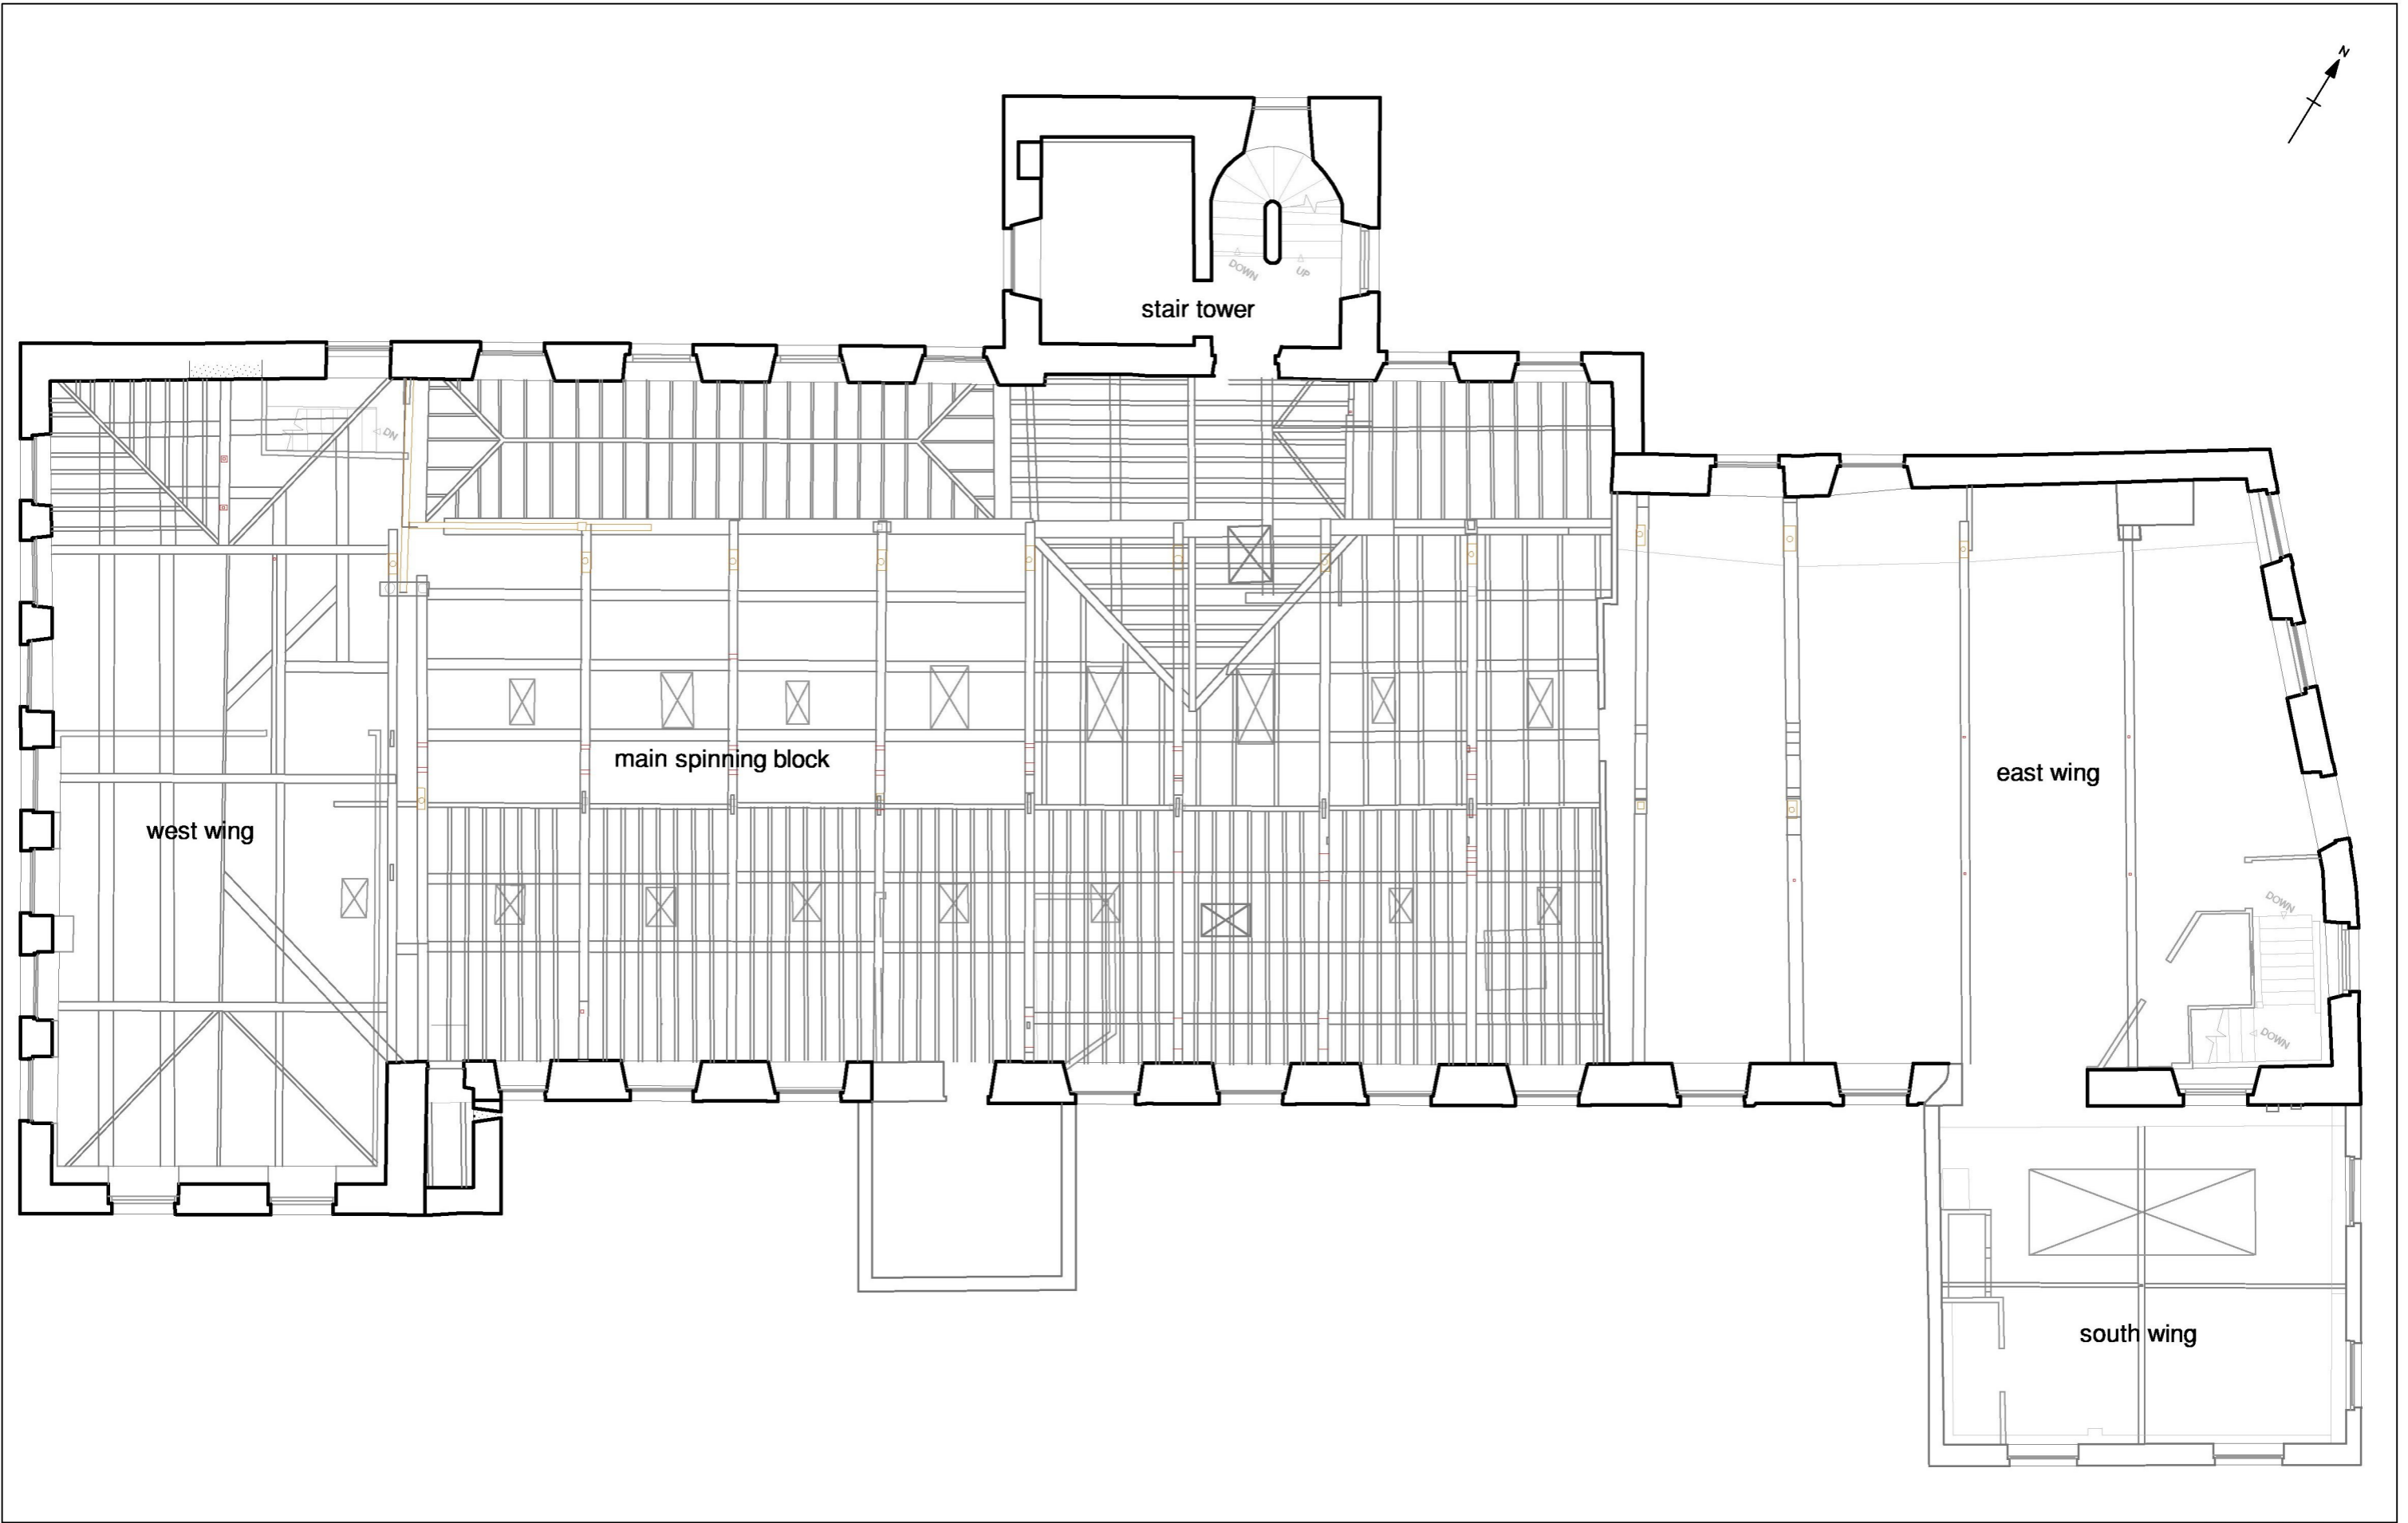 N
DOWN
UP
stair tower
DN
main spinning block
east wing
west wing
DOWN
DOWN
south wing